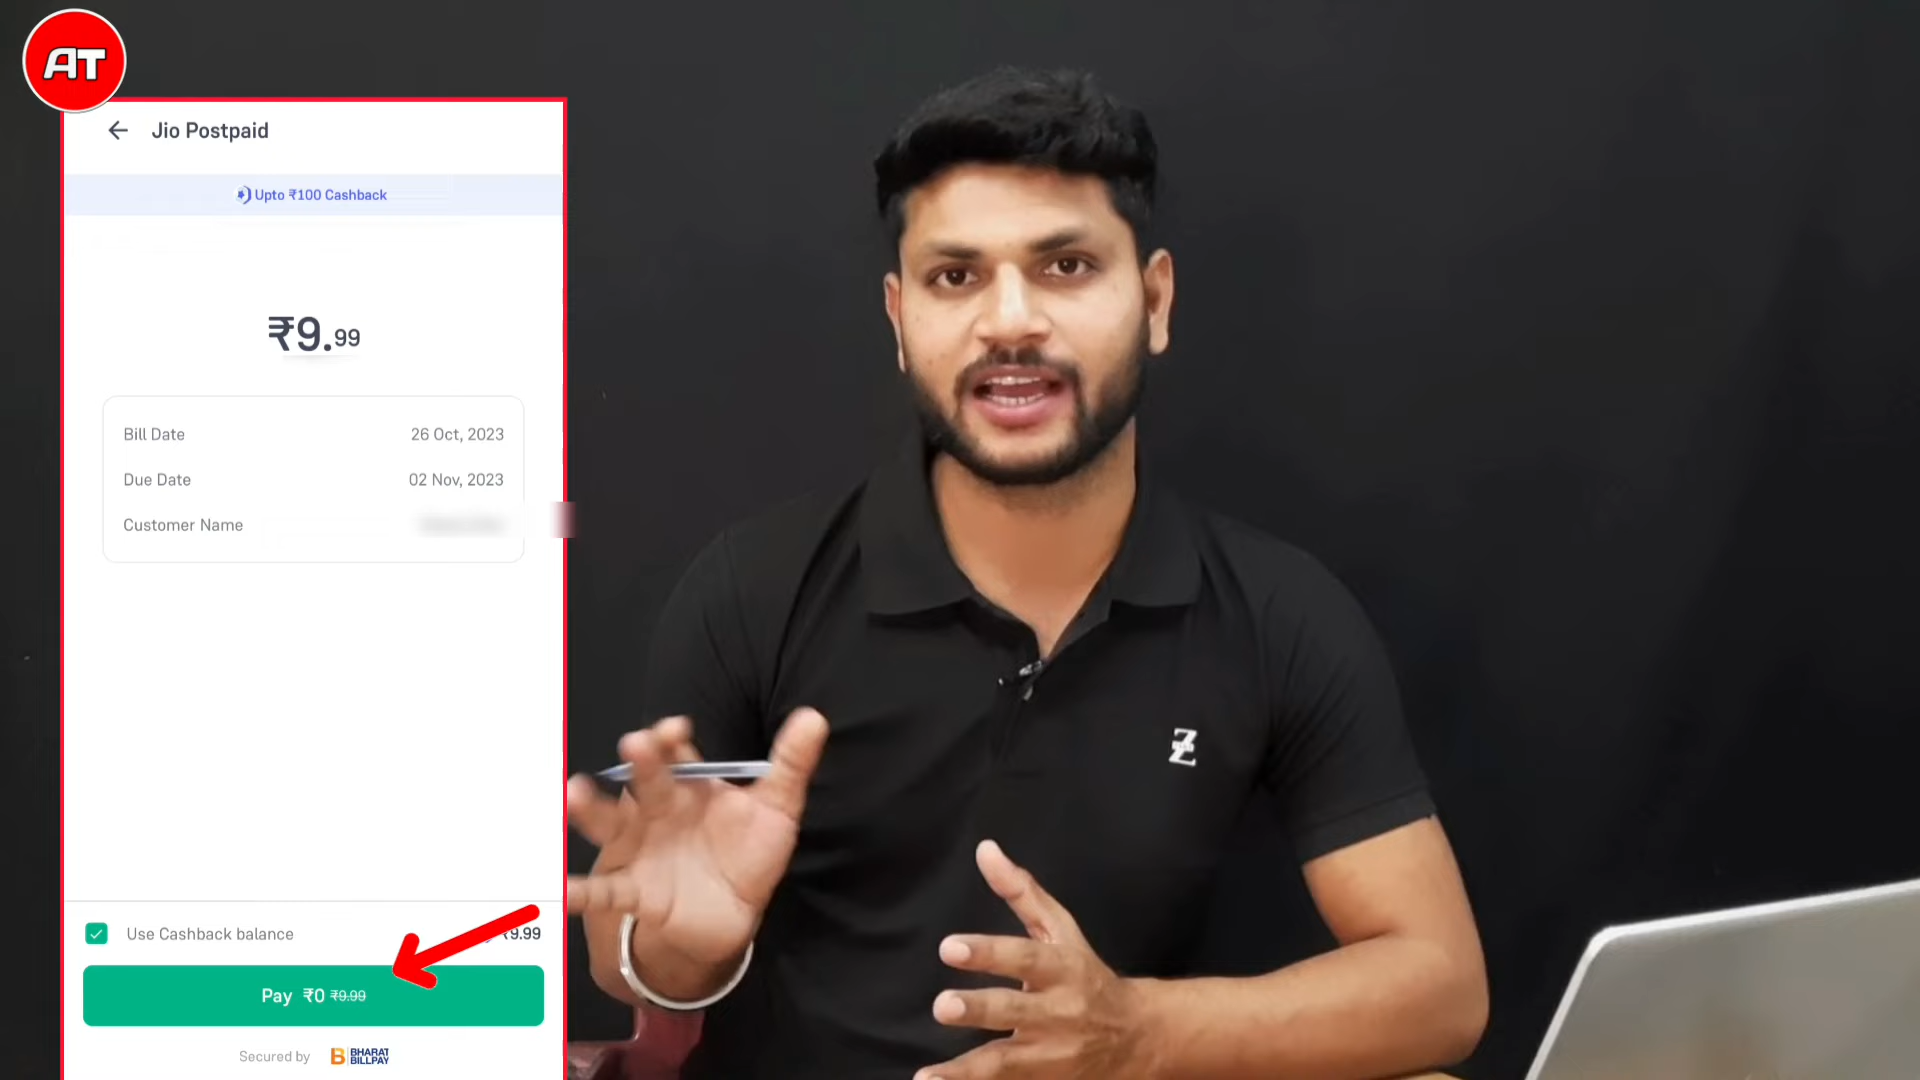 AT
Jio Postpaid
Upto ₹100 Cashback
₹9.99
Bill Date 26 Oct, 2023
Due Date 02 Nov, 2023
Customer Name
Use Cashback balance ₹9.99
Pay ₹0 ₹9.99
Secured by B BHARAT BILLPAY
Z